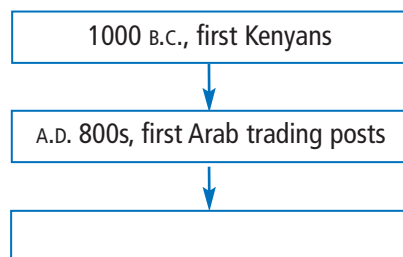 1000 B.C., first Kenyans
A.D. 800s, first Arab trading posts